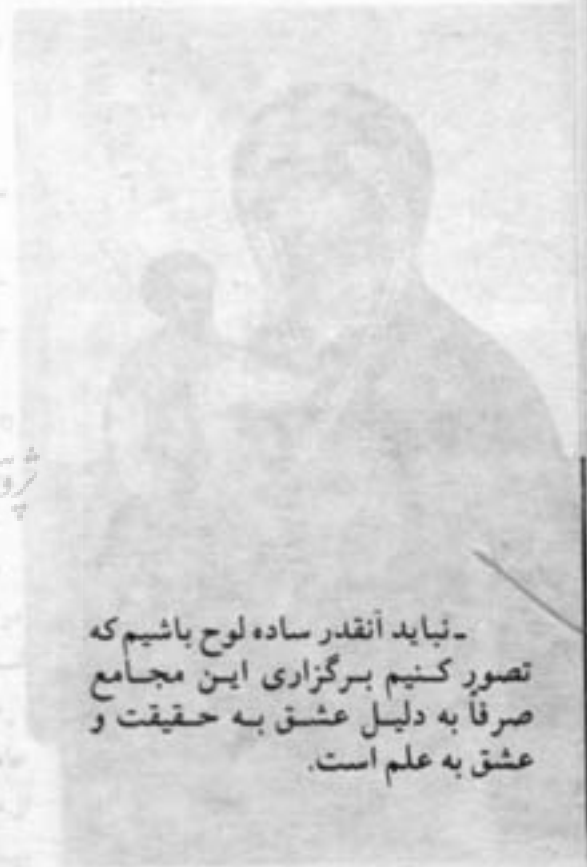 ـ نباید آنقدر ساده لوح باشیم که
تصور کنیم برگزاری این مجامع
صرفاً به دلیل عشق به حقیقت و
عشق به علم است.